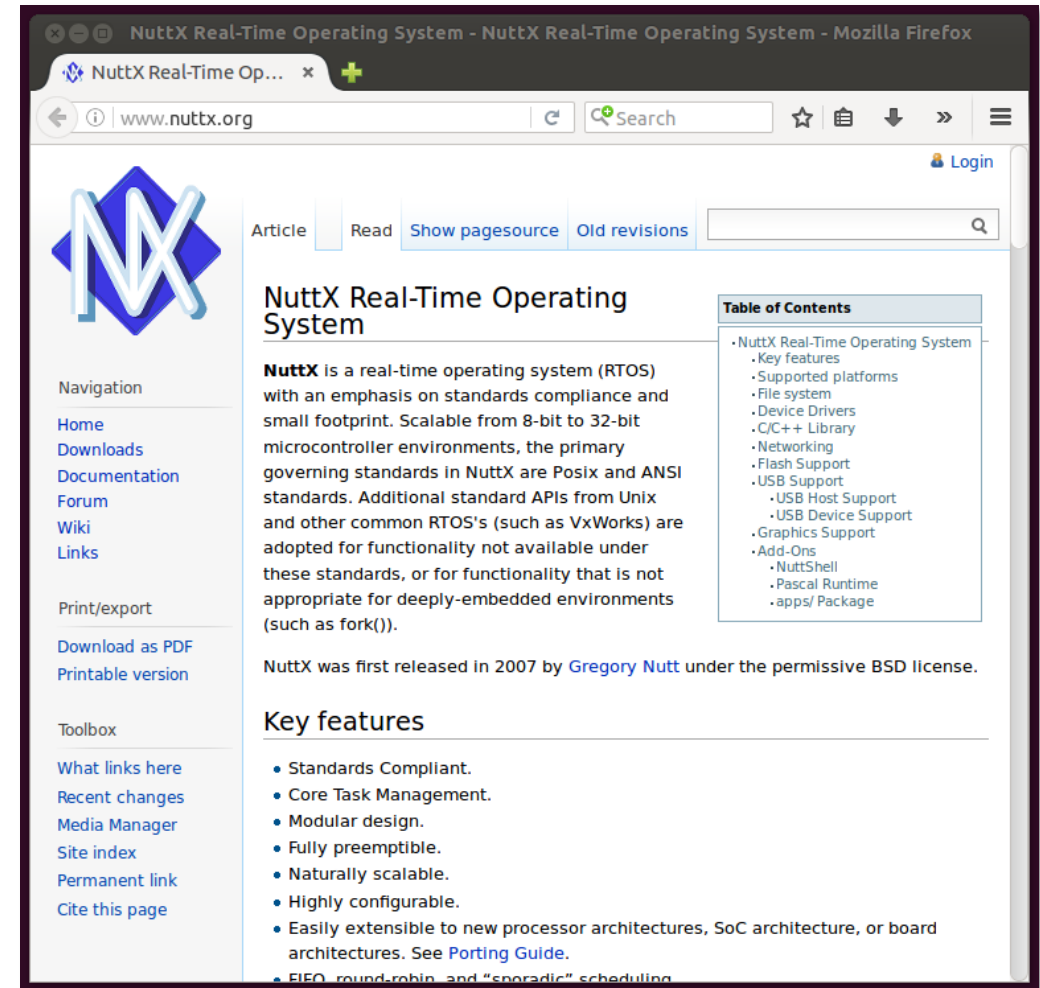 NuttX Real-Time Operating System - NuttX Real-Time Operating System - Mozilla Firefox
NuttX Real-Time Op...
www.nuttx.org
Search
Login
NX
Article Read Show pagesource Old revisions
Navigation
Home
Downloads
Documentation
Forum
Wiki
Links
Print/export
Download as PDF
Printable version
Toolbox
What links here
Recent changes
Media Manager
Site index
Permanent link
Cite this page
NuttX Real-Time Operating
System
NuttX is a real-time operating system (RTOS)
with an emphasis on standards compliance and
small footprint. Scalable from 8-bit to 32-bit
microcontroller environments, the primary
governing standards in NuttX are Posix and ANSI
standards. Additional standard APIs from Unix
and other common RTOS's (such as VxWorks) are
adopted for functionality not available under
these standards, or for functionality that is not
appropriate for deeply-embedded environments
(such as fork()).
Table of Contents
NuttX Real-Time Operating System
Key features
Supported platforms
File system
Device Drivers
C/C++ Library
Networking
Flash Support
USB Support
USB Host Support
USB Device Support
Graphics Support
Add-Ons
NuttShell
Pascal Runtime
apps/ Package
NuttX was first released in 2007 by Gregory Nutt under the permissive BSD license.
Key features
• Standards Compliant.
• Core Task Management.
• Modular design.
• Fully preemptible.
• Naturally scalable.
• Highly configurable.
• Easily extensible to new processor architectures, SoC architecture, or board
architectures. See Porting Guide.
• FIFO, round-robin, and “sporadic” scheduling.